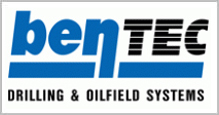 benTEC
DRILLING & OILFIELD SYSTEMS